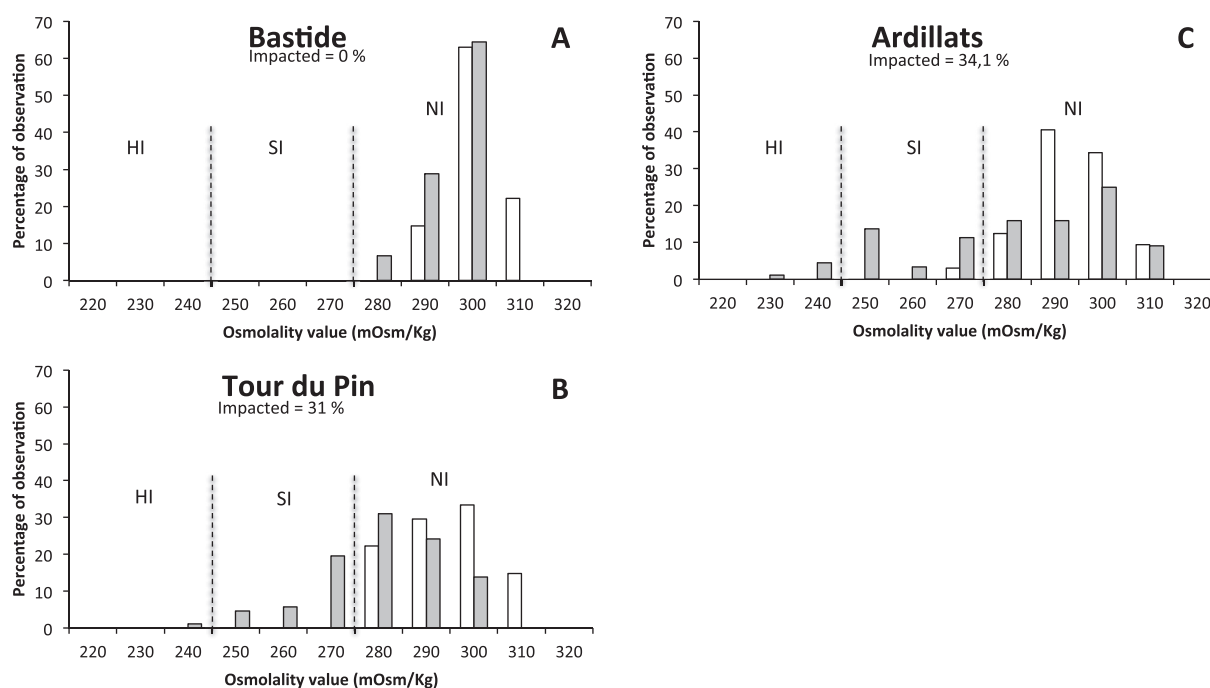 Bastide
A
Impacted = 0 %
Percentage of observation
70
60
50
40
30
20
10
0
HI
SI
NI
220 230 240 250 260 270 280 290 300 310 320
Osmolality value (mOsm/Kg)
Ardillats
C
Impacted = 34,1 %
Percentage of observation
70
60
50
40
30
20
10
0
HI
SI
NI
220 230 240 250 260 270 280 290 300 310 320
Osmolality value (mOsm/Kg)
Tour du Pin
B
Impacted = 31 %
Percentage of observation
70
60
50
40
30
20
10
0
HI
SI
NI
220 230 240 250 260 270 280 290 300 310 320
Osmolality value (mOsm/Kg)